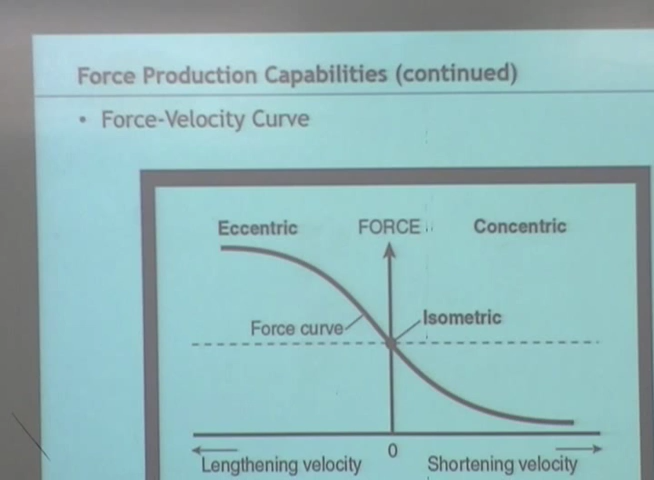 Force Production Capabilities (continued)
• Force-Velocity Curve
Eccentric FORCE Concentric
Isometric
Force curve
0
Lengthening velocity Shortening velocity